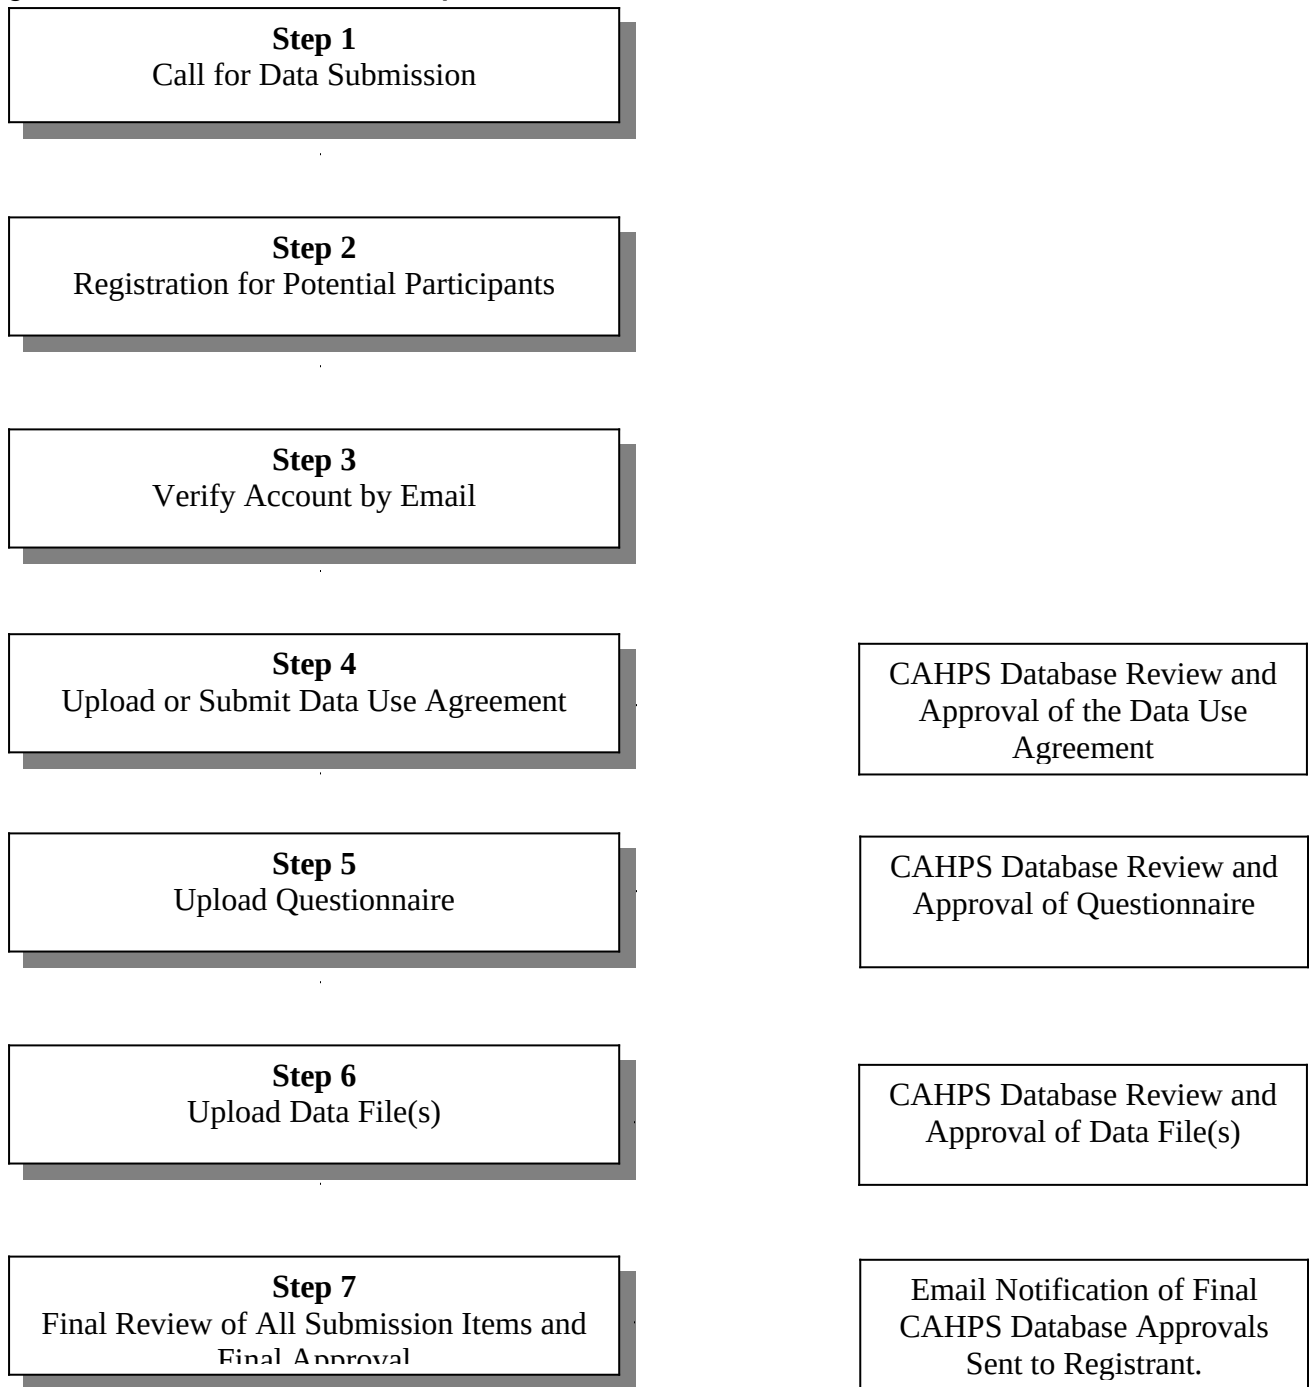 Step 1
Call for Data Submission
Step 2
Registration for Potential Participants
Step 3
Verify Account by Email
Step 4
Upload or Submit Data Use Agreement
CAHPS Database Review and
Approval of the Data Use
Agreement
Step 5
Upload Questionnaire
CAHPS Database Review and
Approval of Questionnaire
Step 6
Upload Data File(s)
CAHPS Database Review and
Approval of Data File(s)
Step 7
Final Review of All Submission Items and
Final Approval
Email Notification of Final
CAHPS Database Approvals
Sent to Registrant.